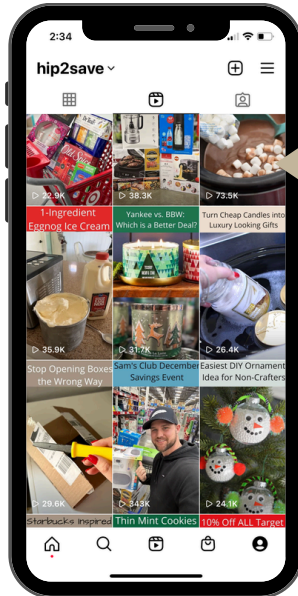 2:34
hip2save
22.9K
38.3K
73.5K
1-Ingredient
Eggnog Ice Cream
Yankee vs. BBW:
Which is a Better Deal?
Turn Cheap Candles into
Luxury Looking Gifts
35.9K
31.7K
26.4K
Stop Opening Boxes
the Wrong Way
Sam's Club December
Savings Event
Easiest DIY Ornament
Idea for Non-Crafters
29.6K
343K
24.1K
Starbucks Inspired
Thin Mint Cookies
10% Off ALL Target